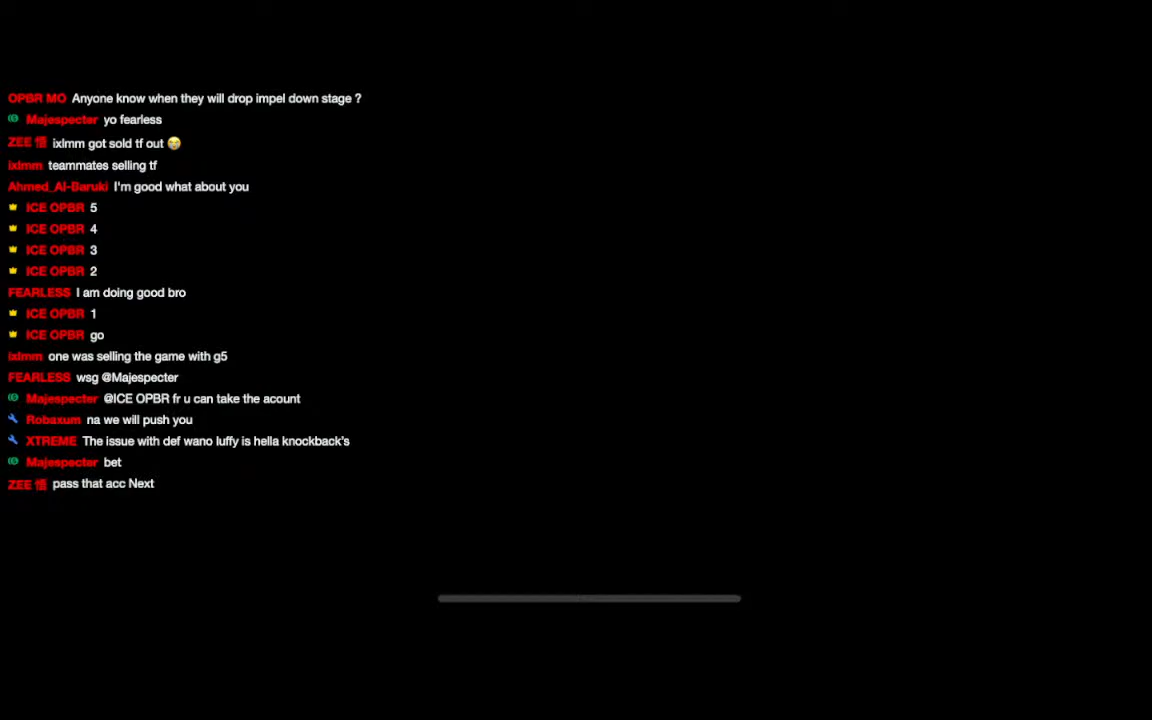 OPBR MO Anyone know when they will drop impel down stage ?
Majespecter yo fearless
ZEE 悟 ixlmm got sold tf out 😭
ixlmm teammates selling tf
Ahmed_Al-Baruki I'm good what about you
ICE OPBR 5
ICE OPBR 4
ICE OPBR 3
ICE OPBR 2
FEARLESS I am doing good bro
ICE OPBR 1
ICE OPBR go
ixlmm one was selling the game with g5
FEARLESS wsg @Majespecter
Majespecter @ICE OPBR fr u can take the acount
Robaxum na we will push you
XTREME The issue with def wano luffy is hella knockback's
Majespecter bet
ZEE 悟 pass that acc Next